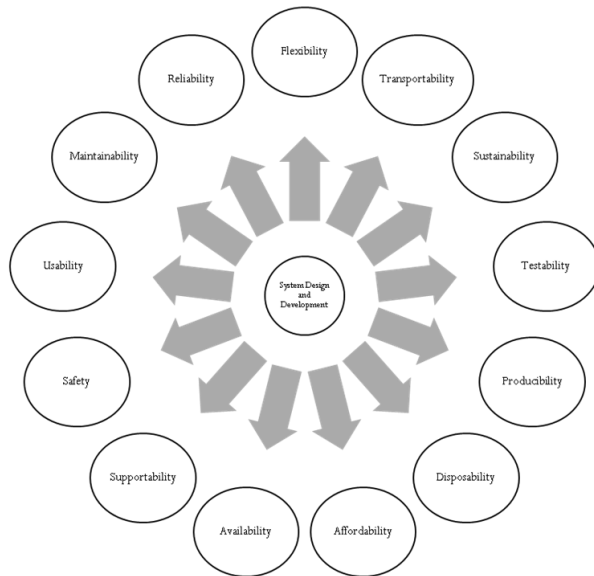 Flexibility
Transportability
Reliability
Sustainability
Maintainability
Testability
Usability
System Design
and
Development
Safety
Producibility
Supportability
Disposability
Availability
Affordability